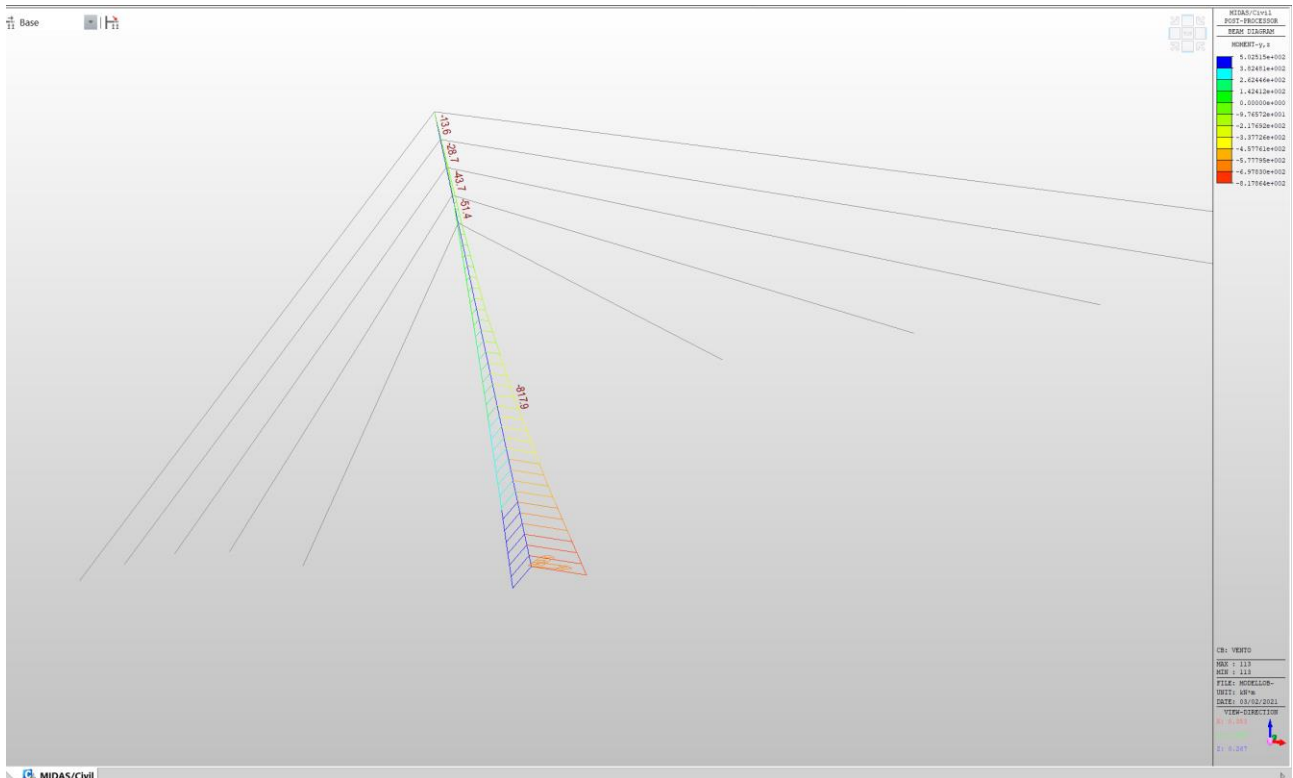 Base
MIDAS/Civil
POST-PROCESSOR
BEAM DIAGRAM
MOMENT-y,z
5.02515e+002
3.82481e+002
2.62446e+002
1.42412e+002
0.00000e+000
-9.76572e+001
-2.17692e+002
-3.37726e+002
-4.57761e+002
-5.77795e+002
-6.97830e+002
-8.17864e+002
-13.6
-28.7
-43.7
-51.4
-817.9
CB: VENTO
MAX : 113
MIN : 113
FILE: MODELLOB~
UNIT: kN*m
DATE: 03/02/2021
VIEW-DIRECTION
Z: 0.267
MIDAS/Civil